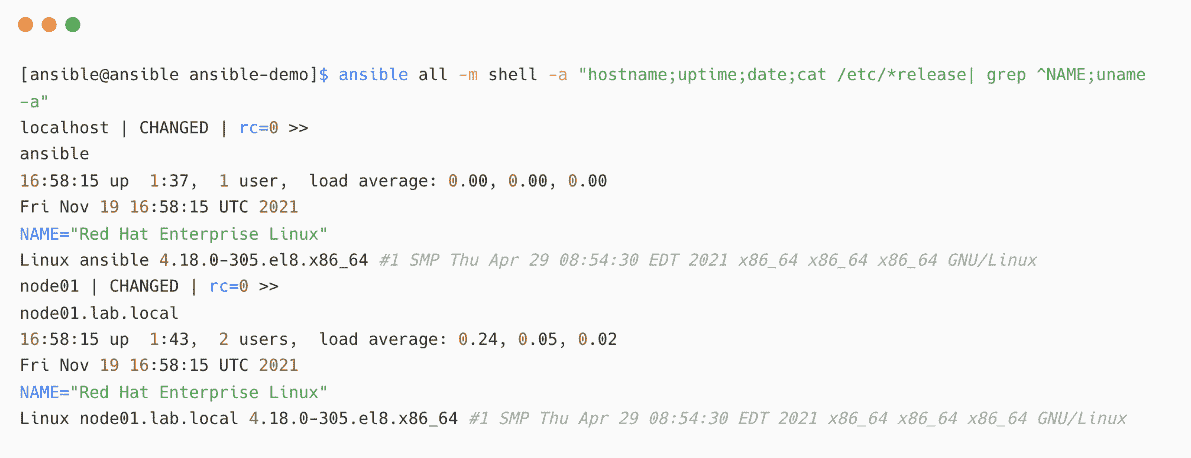 [ansible@ansible ansible-demo]$ ansible all -m shell -a "hostname;uptime;date;cat /etc/*release| grep ^NAME;uname
-a"
localhost | CHANGED | rc=0 >>
ansible
16:58:15 up  1:37,  1 user,  load average: 0.00, 0.00, 0.00
Fri Nov 19 16:58:15 UTC 2021
NAME="Red Hat Enterprise Linux"
Linux ansible 4.18.0-305.el8.x86_64 #1 SMP Thu Apr 29 08:54:30 EDT 2021 x86_64 x86_64 x86_64 GNU/Linux
node01 | CHANGED | rc=0 >>
node01.lab.local
16:58:15 up  1:43,  2 users,  load average: 0.24, 0.05, 0.02
Fri Nov 19 16:58:15 UTC 2021
NAME="Red Hat Enterprise Linux"
Linux node01.lab.local 4.18.0-305.el8.x86_64 #1 SMP Thu Apr 29 08:54:30 EDT 2021 x86_64 x86_64 x86_64 GNU/Linux